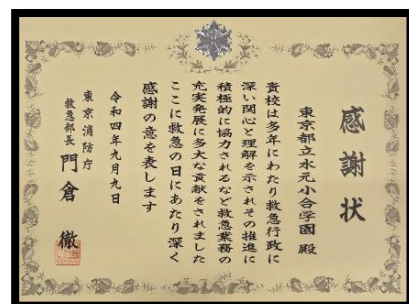 感謝状
東京都立水元小合学園 殿
貴校は多年にわたり救急行政に
深い関心と理解を示されその推進に
積極的に協力されるなど救急業務の
充実発展に多大な貢献をされました
ここに救急の日にあたり深く
感謝の意を表します
令和四年九月九日
東京消防庁
救急部長 門倉 徹